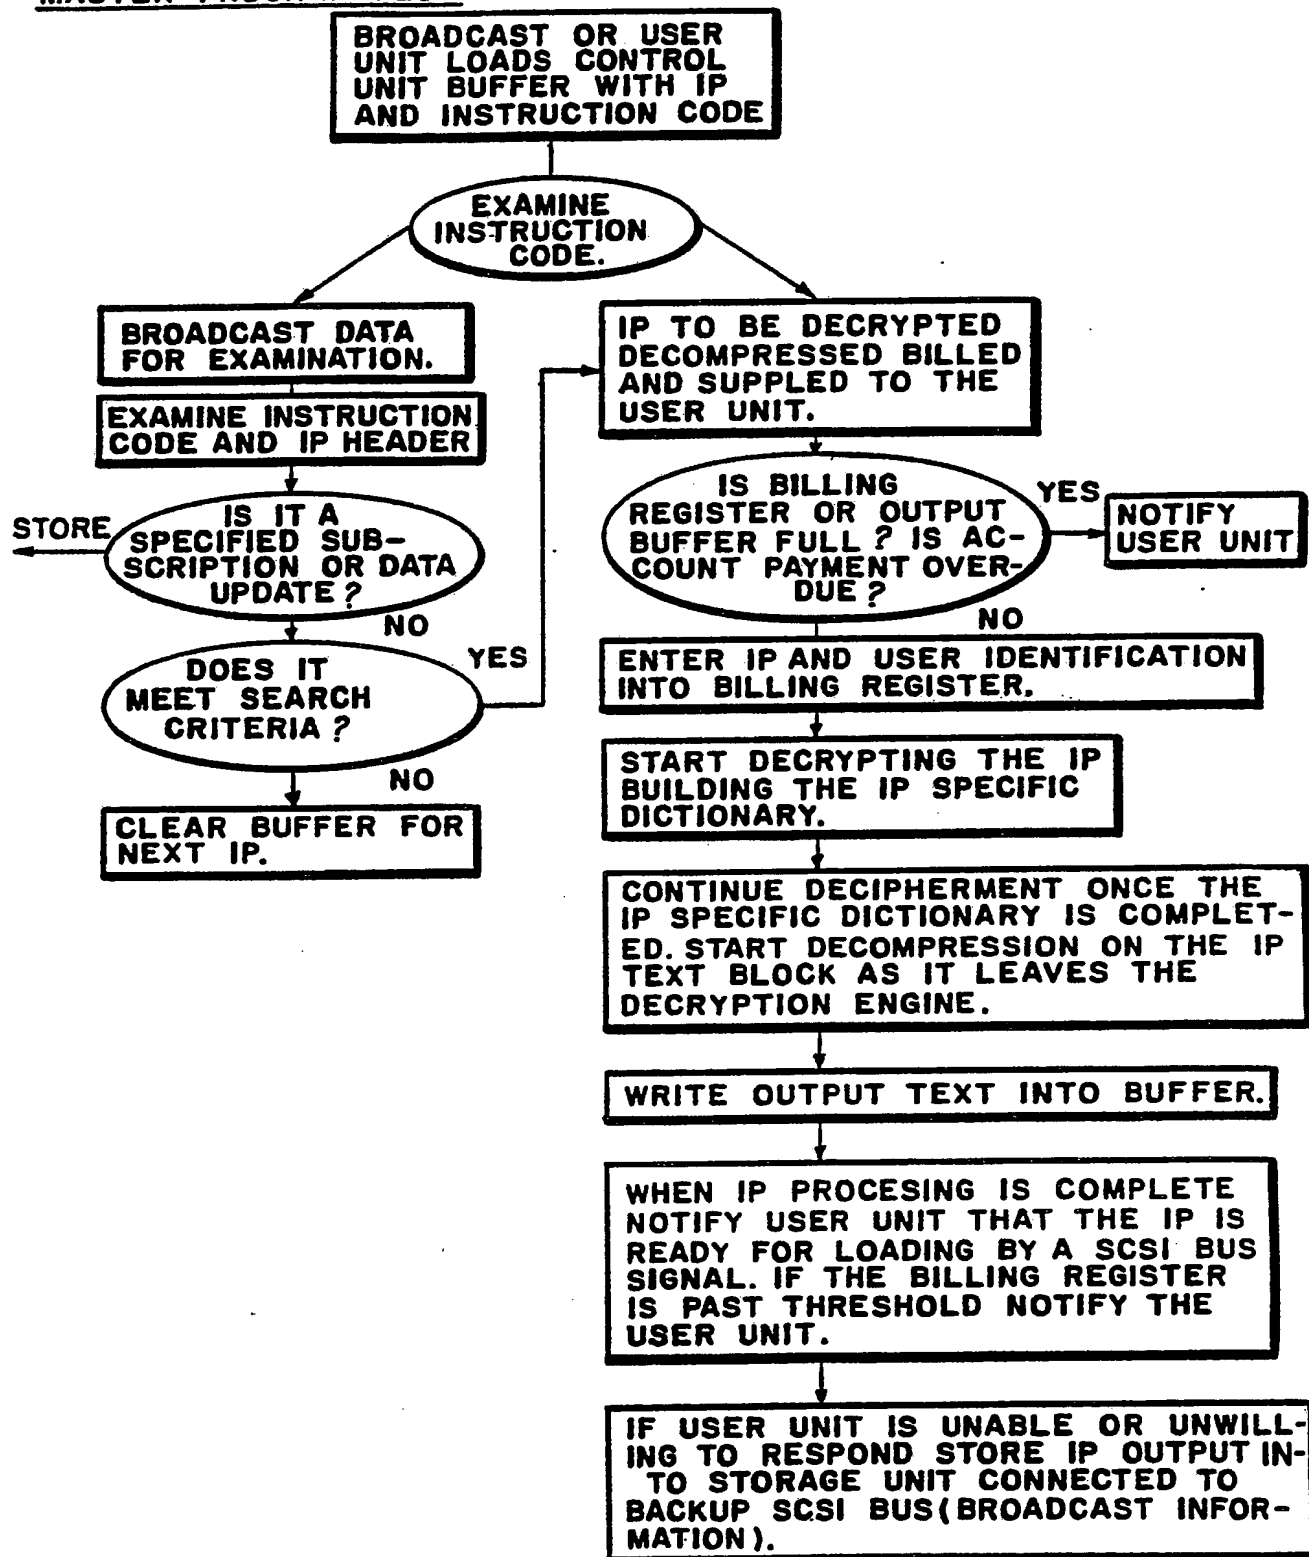 BROADCAST OR USER
UNIT LOADS CONTROL
UNIT BUFFER WITH IP
AND INSTRUCTION CODE
EXAMINE
INSTRUCTION
CODE.
BROADCAST DATA
FOR EXAMINATION.
EXAMINE INSTRUCTION
CODE AND IP HEADER
STORE
IS IT A
SPECIFIED SUB-
SCRIPTION OR DATA
UPDATE?
NO
DOES IT
MEET SEARCH
CRITERIA?
YES
NO
CLEAR BUFFER FOR
NEXT IP.
IP TO BE DECRYPTED
DECOMPRESSED BILLED
AND SUPPLED TO THE
USER UNIT.
IS BILLING
REGISTER OR OUTPUT
BUFFER FULL? IS AC-
COUNT PAYMENT OVER-
DUE?
YES
NOTIFY
USER UNIT
NO
ENTER IP AND USER IDENTIFICATION
INTO BILLING REGISTER.
START DECRYPTING THE IP
BUILDING THE IP SPECIFIC
DICTIONARY.
CONTINUE DECIPHERMENT ONCE THE
IP SPECIFIC DICTIONARY IS COMPLET-
ED. START DECOMPRESSION ON THE IP
TEXT BLOCK AS IT LEAVES THE
DECRYPTION ENGINE.
WRITE OUTPUT TEXT INTO BUFFER.
WHEN IP PROCESING IS COMPLETE
NOTIFY USER UNIT THAT THE IP IS
READY FOR LOADING BY A SCSI BUS
SIGNAL. IF THE BILLING REGISTER
IS PAST THRESHOLD NOTIFY THE
USER UNIT.
IF USER UNIT IS UNABLE OR UNWILL-
ING TO RESPOND STORE IP OUTPUT IN-
TO STORAGE UNIT CONNECTED TO
BACKUP SCSI BUS (BROADCAST INFOR-
MATION).